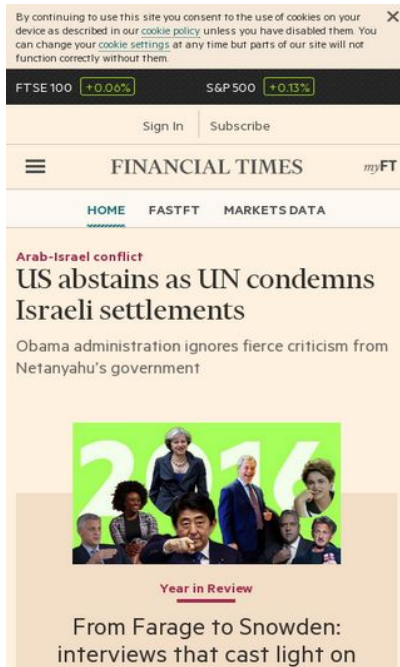 By continuing to use this site you consent to the use of cookies on your
device as described in our cookie policy unless you have disabled them. You
can change your cookie settings at any time but parts of our site will not
function correctly without them.
FTSE 100 +0.06% S&P 500 +0.13%
Sign In Subscribe
FINANCIAL TIMES myFT
HOME FASTFT MARKETS DATA
Arab-Israel conflict
US abstains as UN condemns
Israeli settlements
Obama administration ignores fierce criticism from
Netanyahu's government
2016
Year in Review
From Farage to Snowden:
interviews that cast light on